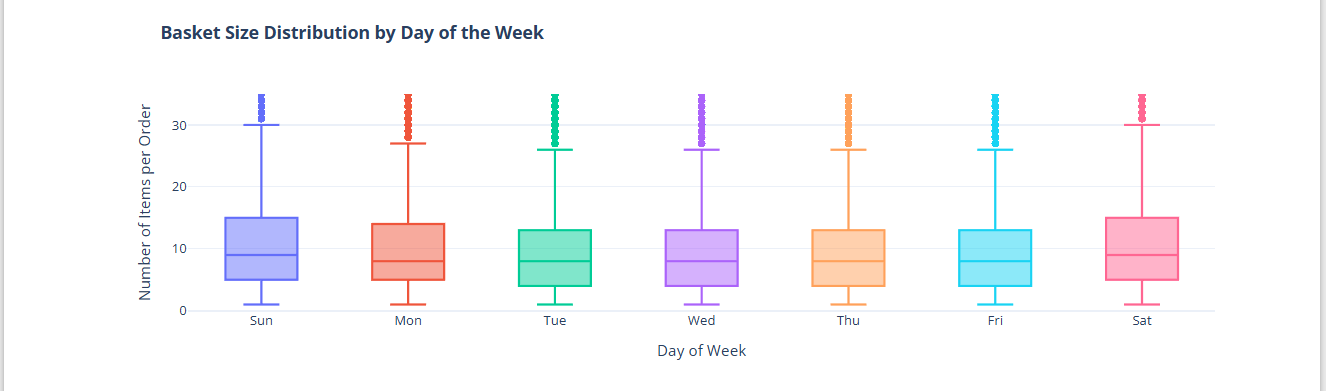 Basket Size Distribution by Day of the Week
Number of Items per Order
30
20
10
0
Sun Mon Tue Wed Thu Fri Sat
Day of Week